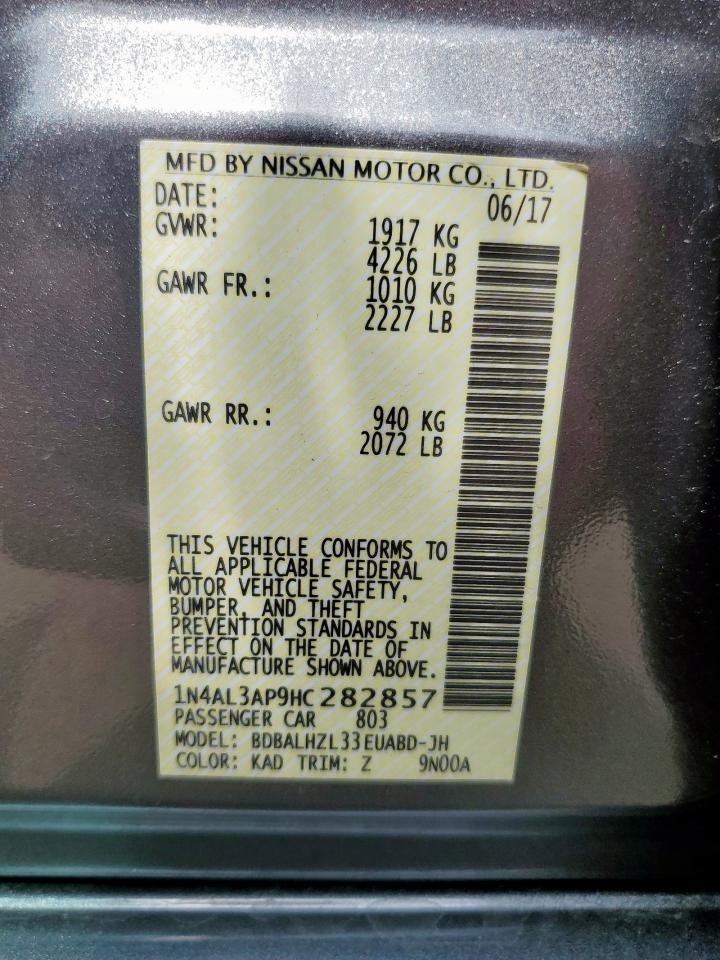 MFD BY NISSAN MOTOR CO., LTD.
DATE: 06/17
GVWR: 1917 KG
4226 LB
GAWR FR.: 1010 KG
2227 LB
GAWR RR.: 940 KG
2072 LB
THIS VEHICLE CONFORMS TO
ALL APPLICABLE FEDERAL
MOTOR VEHICLE SAFETY,
BUMPER, AND THEFT
PREVENTION STANDARDS IN
EFFECT ON THE DATE OF
MANUFACTURE SHOWN ABOVE.
1N4AL3AP9HC282857
PASSENGER CAR 803
MODEL: BDBALHZL33EUABD-JH
COLOR: KAD TRIM: Z 9N00A